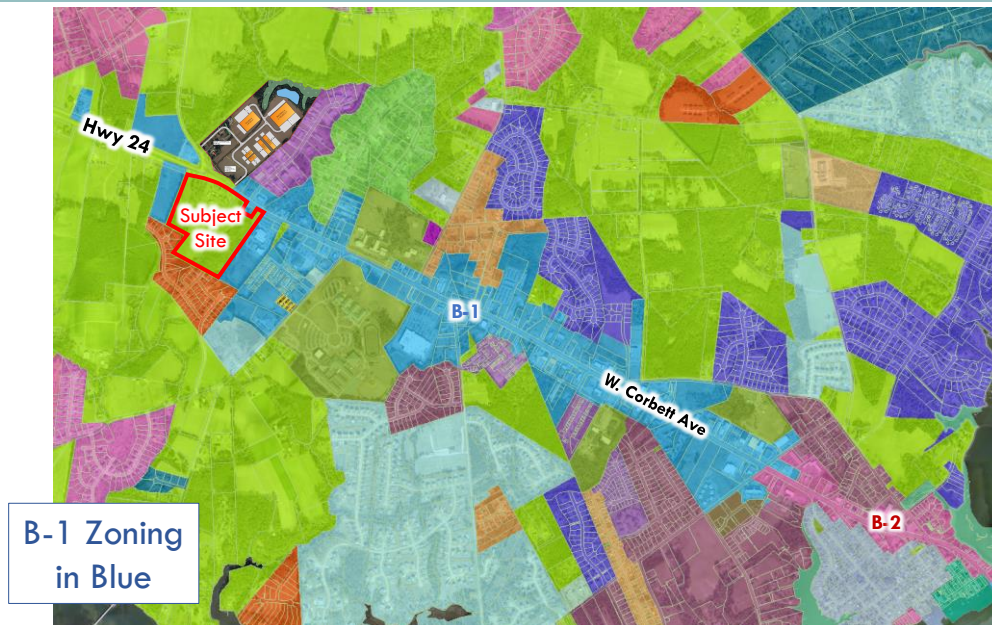 Hwy 24
Subject
Site
B-1
W. Corbett Ave
B-2
B-1 Zoning
in Blue